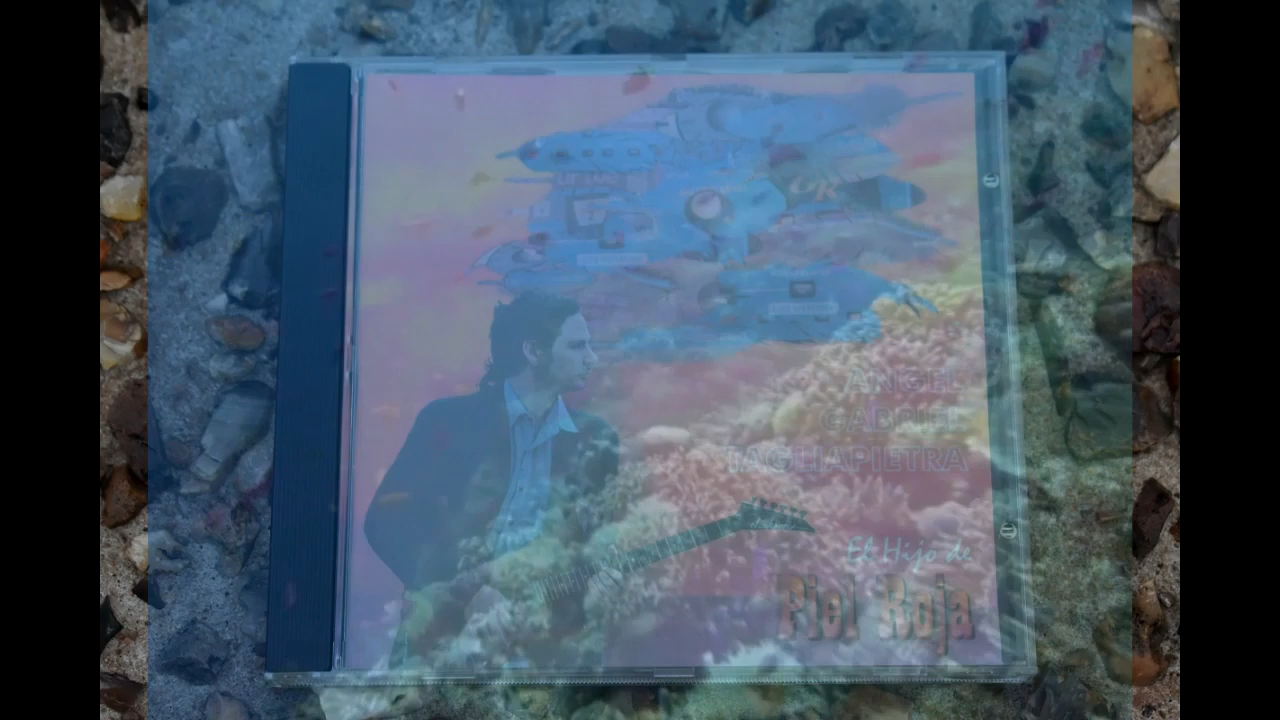 ANGEL
GABRIEL
TAGLIAPIETRA
El Hijo de
Piel Roja